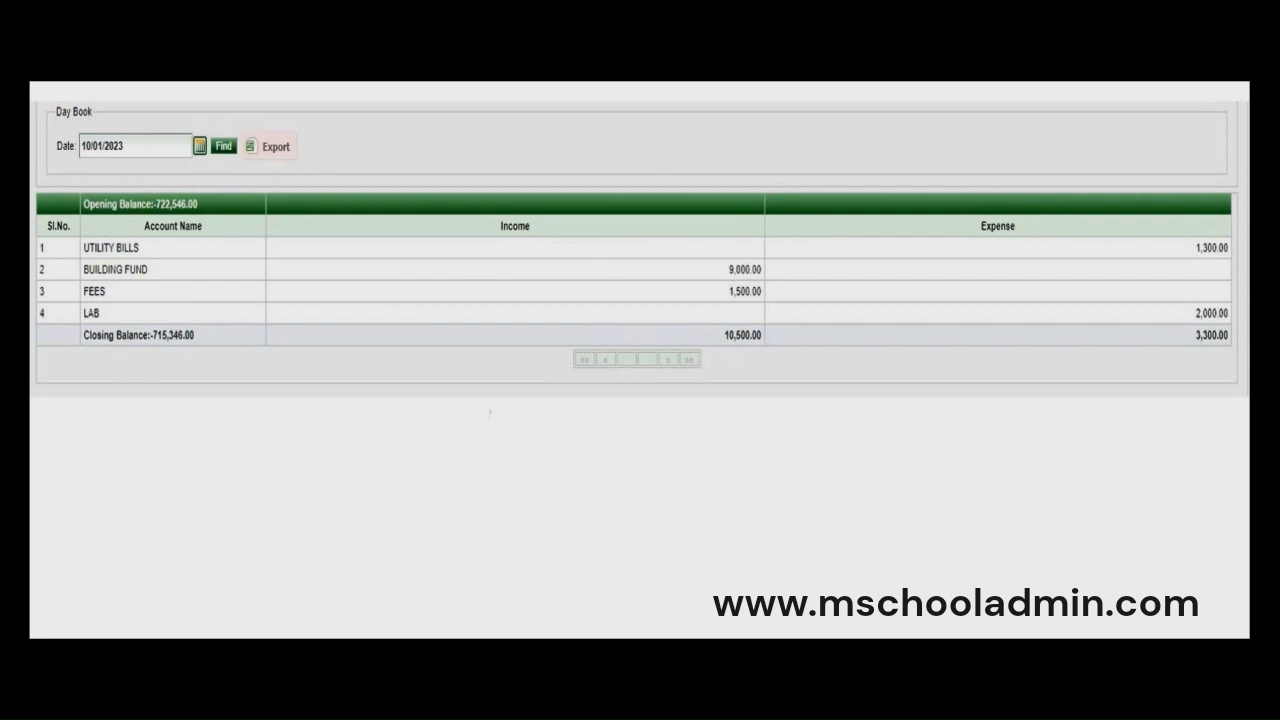 Day Book
Date: 10/01/2023 Find Export
Opening Balance:-722,546.00
Sl.No. Account Name Income Expense
1 UTILITY BILLS 1,300.00
2 BUILDING FUND 9,000.00
3 FEES 1,500.00
4 LAB 2,000.00
Closing Balance:-715,346.00 10,500.00 3,300.00
<< < > >>
www.mschooladmin.com